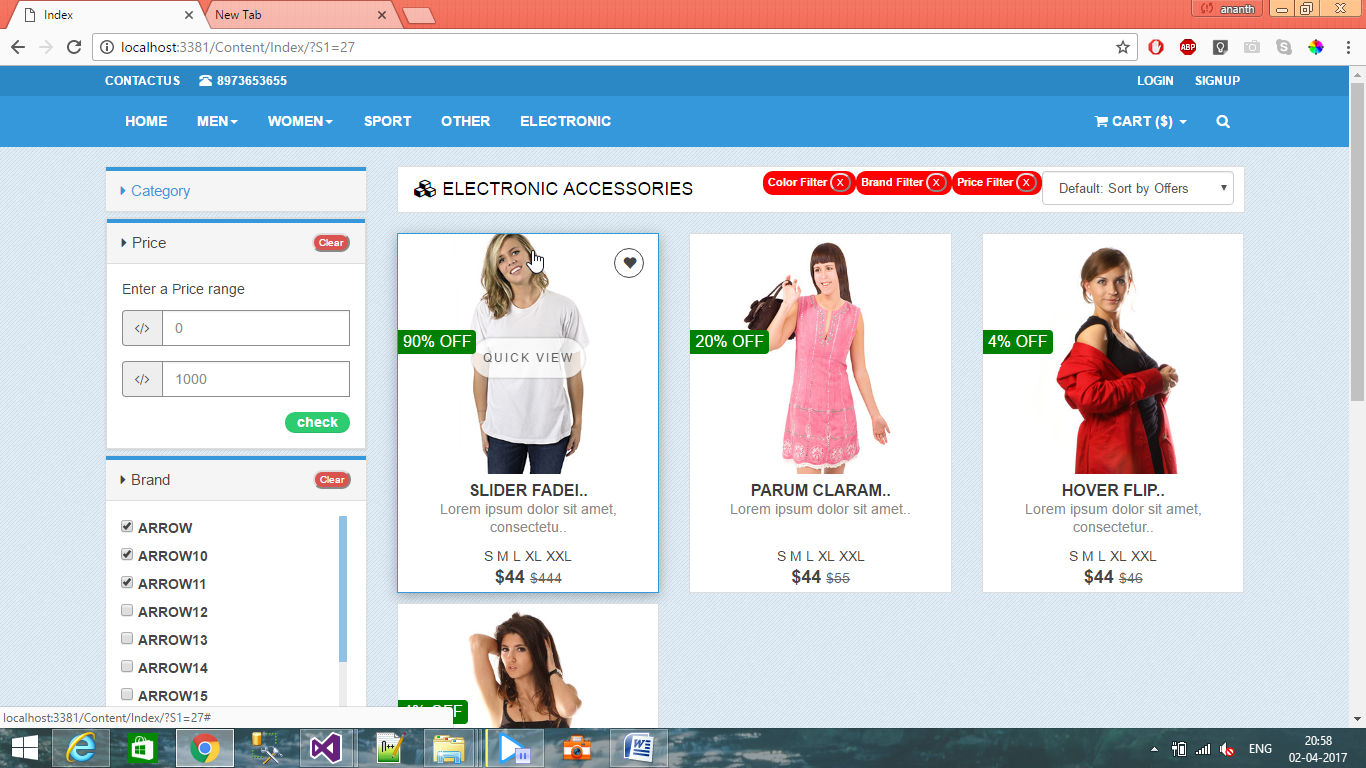 Index
New Tab
ananth
localhost:3381/Content/Index/?S1=27
ABP
CONTACTUS 8973653655
LOGIN SIGNUP
HOME MEN WOMEN SPORT OTHER ELECTRONIC
CART ($)
Category
Price Clear
Enter a Price range
</> 0
</> 1000
check
Brand Clear
ARROW
ARROW10
ARROW11
ARROW12
ARROW13
ARROW14
ARROW15
ELECTRONIC ACCESSORIES
Color Filter X Brand Filter X Price Filter X
Default: Sort by Offers
90% OFF
QUICK VIEW
SLIDER FADEI..
Lorem ipsum dolor sit amet,
consectetu..
S M L XL XXL
$44 $444
20% OFF
PARUM CLARAM..
Lorem ipsum dolor sit amet..
S M L XL XXL
$44 $55
4% OFF
HOVER FLIP..
Lorem ipsum dolor sit amet,
consectetur..
S M L XL XXL
$44 $46
4% OFF
localhost:3381/Content/Index/?S1=27#
ENG
20:58
02-04-2017